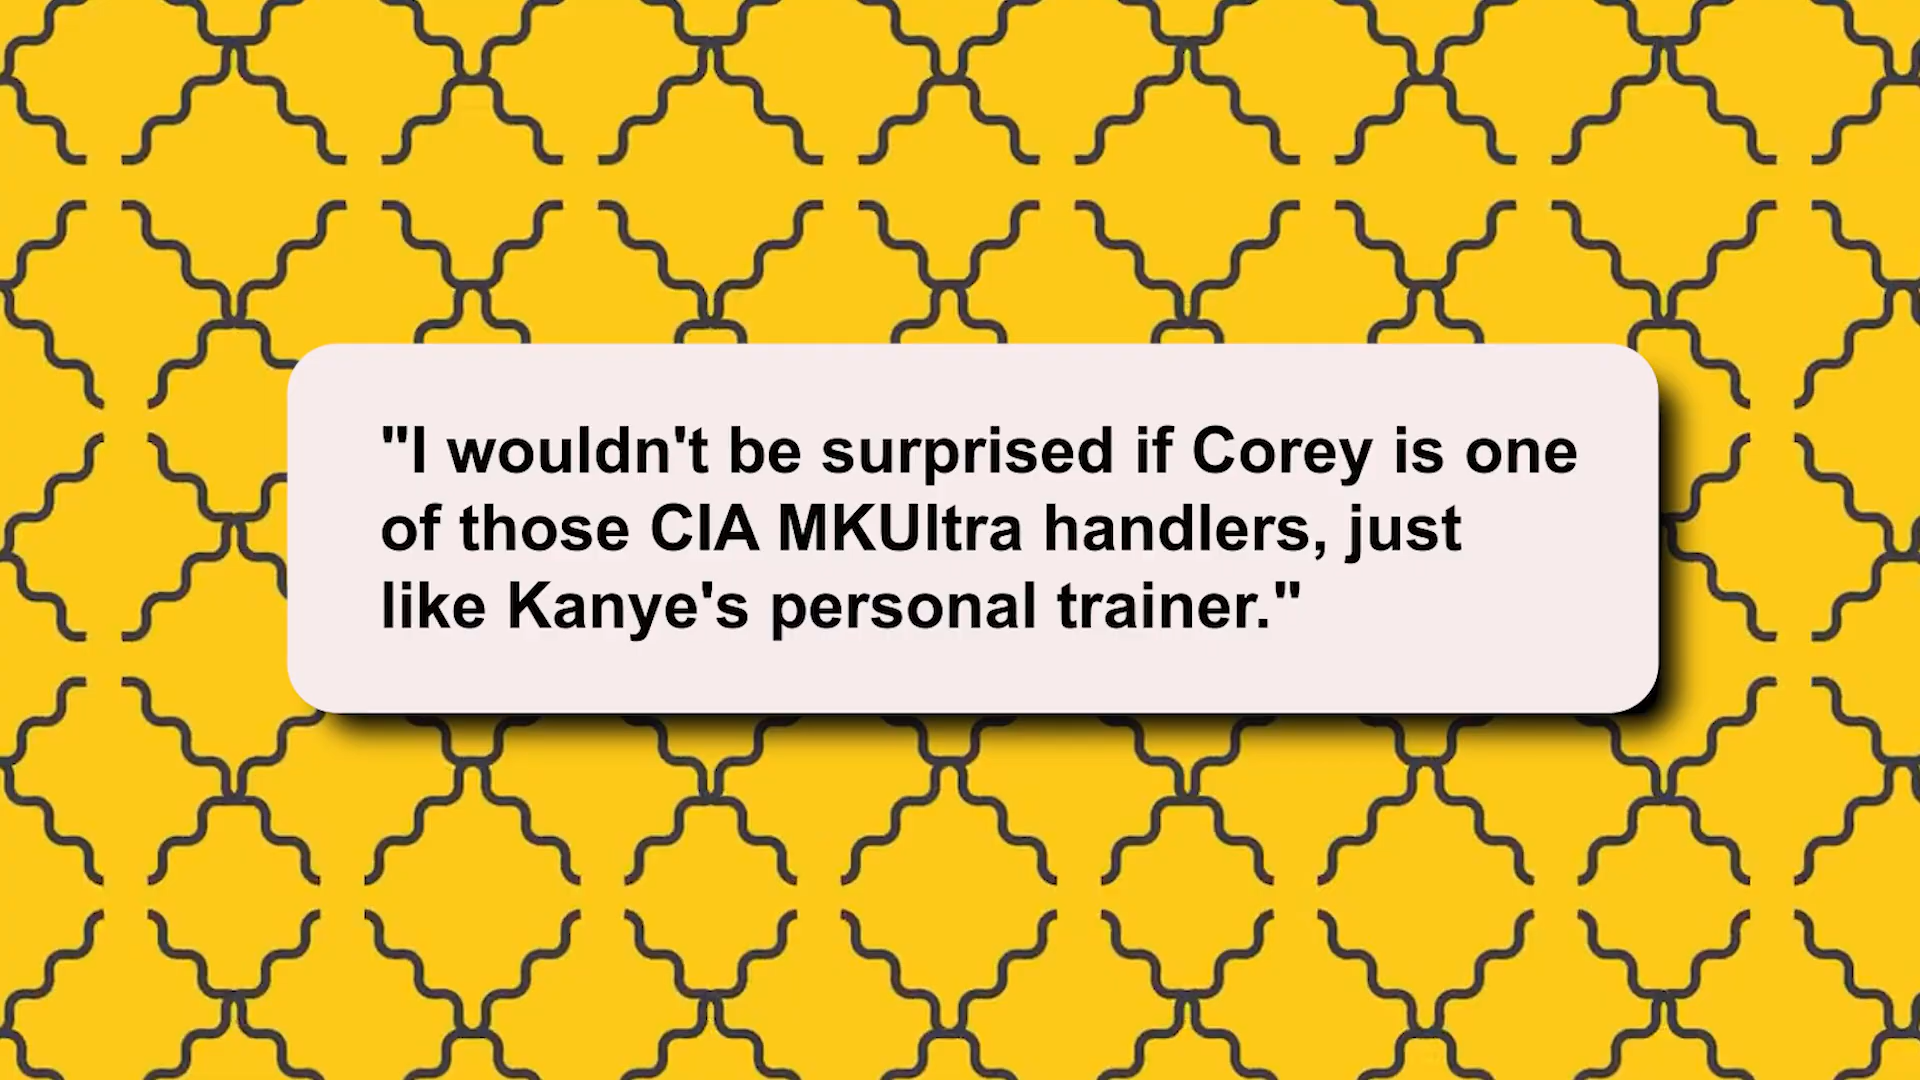 "I wouldn't be surprised if Corey is one
of those CIA MKUltra handlers, just
like Kanye's personal trainer."